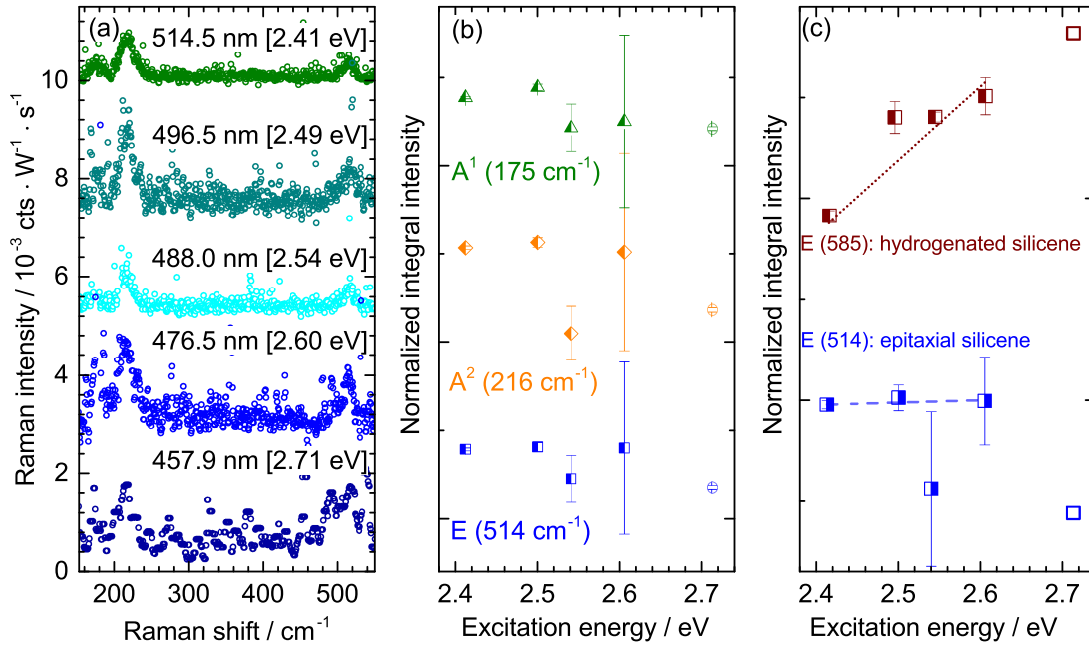 (a)
514.5 nm [2.41 eV]
496.5 nm [2.49 eV]
488.0 nm [2.54 eV]
476.5 nm [2.60 eV]
457.9 nm [2.71 eV]
Raman intensity / 10⁻³ cts · W⁻¹ · s⁻¹
10
8
6
4
2
0
200 300 400 500
Raman shift / cm⁻¹
(b)
A¹ (175 cm⁻¹)
A² (216 cm⁻¹)
E (514 cm⁻¹)
Normalized integral intensity
2.4 2.5 2.6 2.7
Excitation energy / eV
(c)
E (585): hydrogenated silicene
E (514): epitaxial silicene
Normalized integral intensity
2.4 2.5 2.6 2.7
Excitation energy / eV